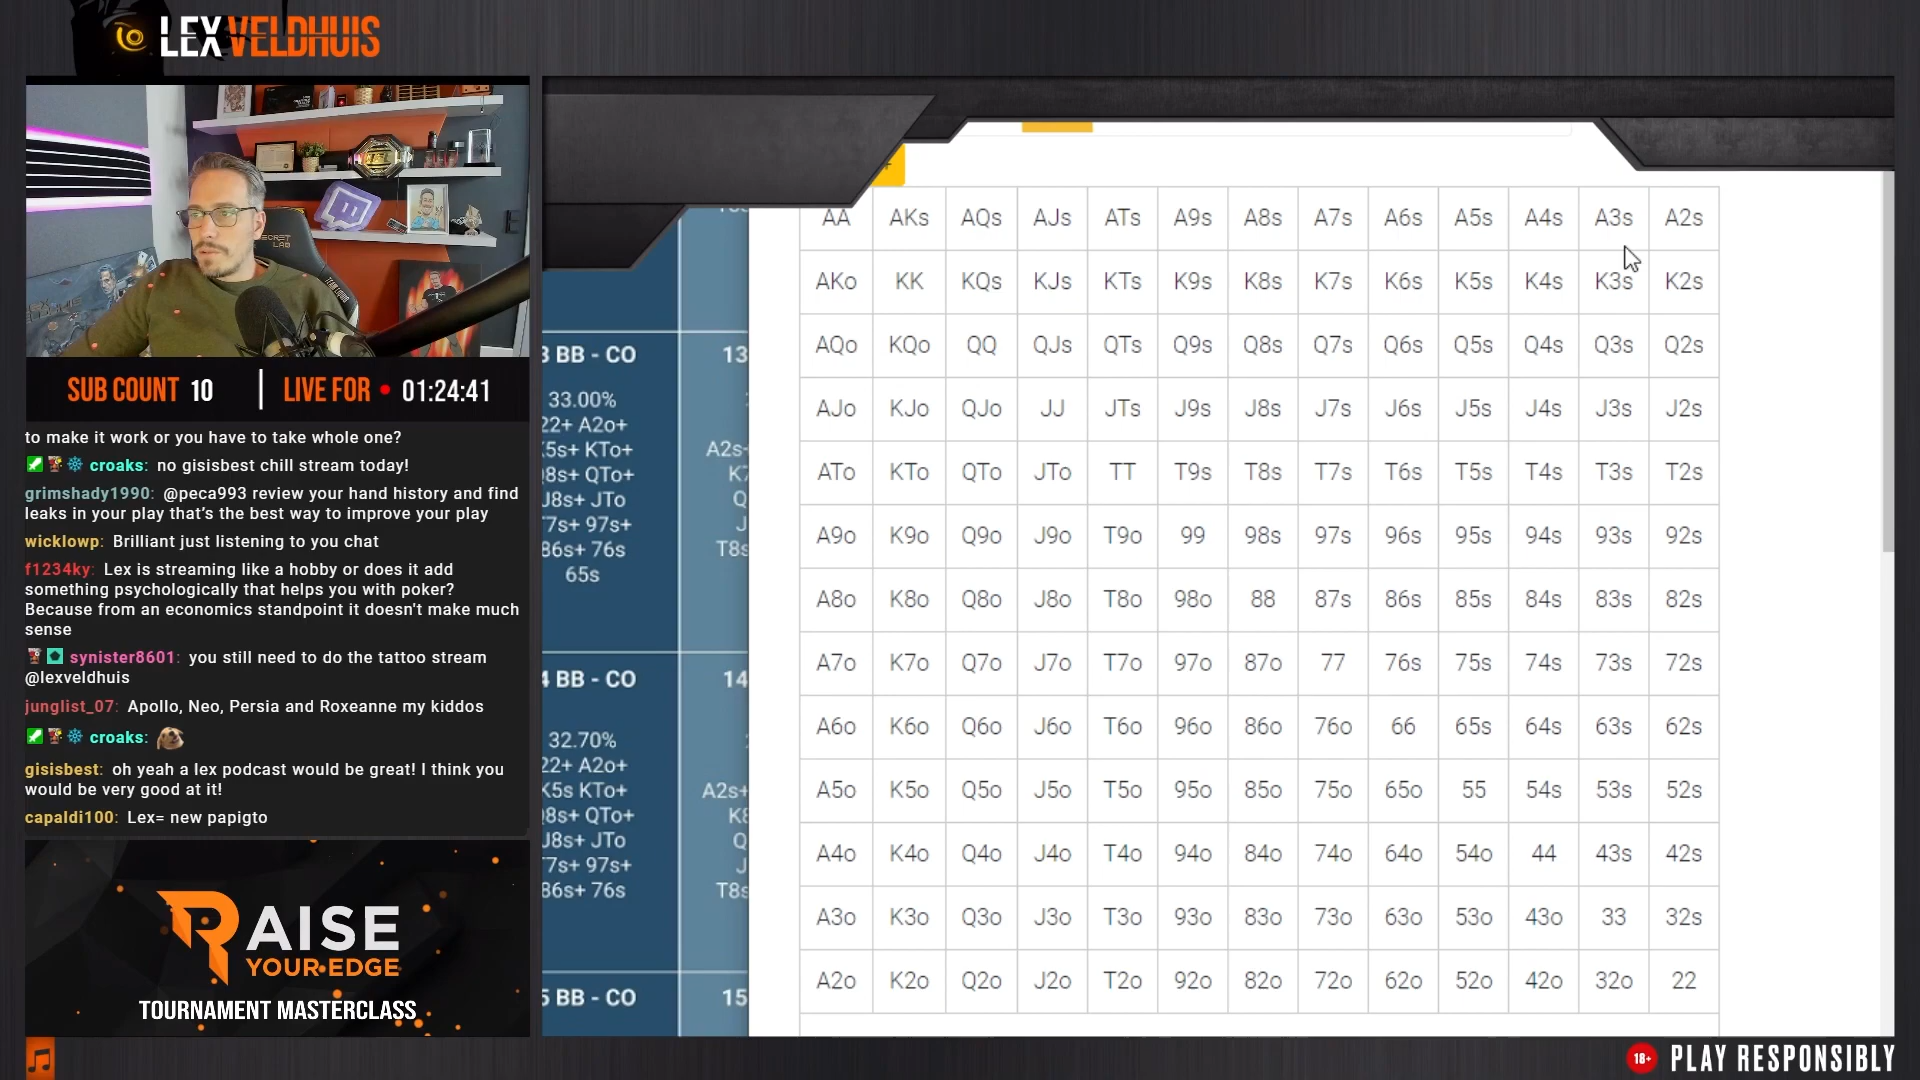 LEX VELDHUIS
SUB COUNT 10
LIVE FOR 01:24:41
to make it work or you have to take whole one?
croaks: no gisisbest chill stream today!
grimshady1990: @peca993 review your hand history and find
leaks in your play that's the best way to improve your play
wicklowp: Brilliant just listening to you chat
f1234ky: Lex is streaming like a hobby or does it add
something psychologically that helps you with poker?
Because from an economics standpoint it doesn't make much
sense
synister8601: you still need to do the tattoo stream
@lexveldhuis
junglist_07: Apollo, Neo, Persia and Roxeanne my kiddos
croaks:
gisisbest: oh yeah a lex podcast would be great! I think you
would be very good at it!
capaldi100: Lex= new papigto
RAISE
YOUR EDGE
TOURNAMENT MASTERCLASS
3 BB - CO
33.00%
22+ A2o+
K5s+ KTo+
Q8s+ QTo+
J8s+ JTo
T7s+ 97s+
86s+ 76s
65s
4 BB - CO
32.70%
22+ A2o+
K5s KTo+
Q8s+ QTo+
J8s+ JTo
T7s+ 97s+
86s+ 76s
5 BB - CO
13
A2s+
K7
Q
J
T8s
14
A2s+
K8
Q
J
T8s
15
AA AKs AQs AJs ATs A9s A8s A7s A6s A5s A4s A3s A2s
AKo KK KQs KJs KTs K9s K8s K7s K6s K5s K4s K3s K2s
AQo KQo QQ QJs QTs Q9s Q8s Q7s Q6s Q5s Q4s Q3s Q2s
AJo KJo QJo JJ JTs J9s J8s J7s J6s J5s J4s J3s J2s
ATo KTo QTo JTo TT T9s T8s T7s T6s T5s T4s T3s T2s
A9o K9o Q9o J9o T9o 99 98s 97s 96s 95s 94s 93s 92s
A8o K8o Q8o J8o T8o 98o 88 87s 86s 85s 84s 83s 82s
A7o K7o Q7o J7o T7o 97o 87o 77 76s 75s 74s 73s 72s
A6o K6o Q6o J6o T6o 96o 86o 76o 66 65s 64s 63s 62s
A5o K5o Q5o J5o T5o 95o 85o 75o 65o 55 54s 53s 52s
A4o K4o Q4o J4o T4o 94o 84o 74o 64o 54o 44 43s 42s
A3o K3o Q3o J3o T3o 93o 83o 73o 63o 53o 43o 33 32s
A2o K2o Q2o J2o T2o 92o 82o 72o 62o 52o 42o 32o 22
18+ PLAY RESPONSIBLY